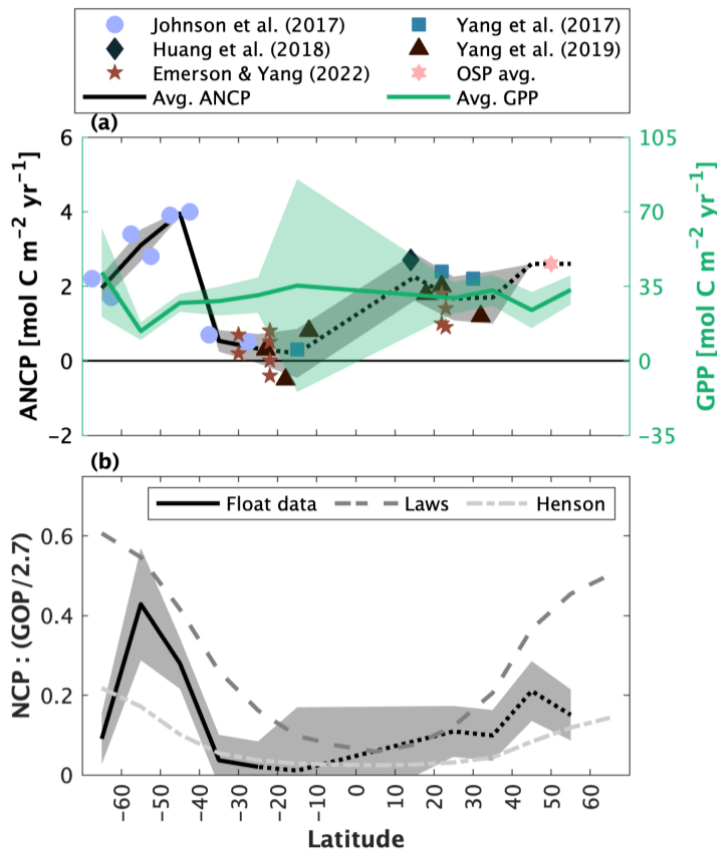 Johnson et al. (2017) Yang et al. (2017)
Huang et al. (2018) Yang et al. (2019)
Emerson & Yang (2022) OSP avg.
Avg. ANCP Avg. GPP
(a)
6 105
4 70
2 35
0 0
-2 -35
ANCP [mol C m⁻² yr⁻¹]
GPP [mol C m⁻² yr⁻¹]
(b)
Float data Laws Henson
0.6
0.4
0.2
0
NCP : (GOP/2.7)
-60 -50 -40 -30 -20 -10 0 10 20 30 40 50 60
Latitude